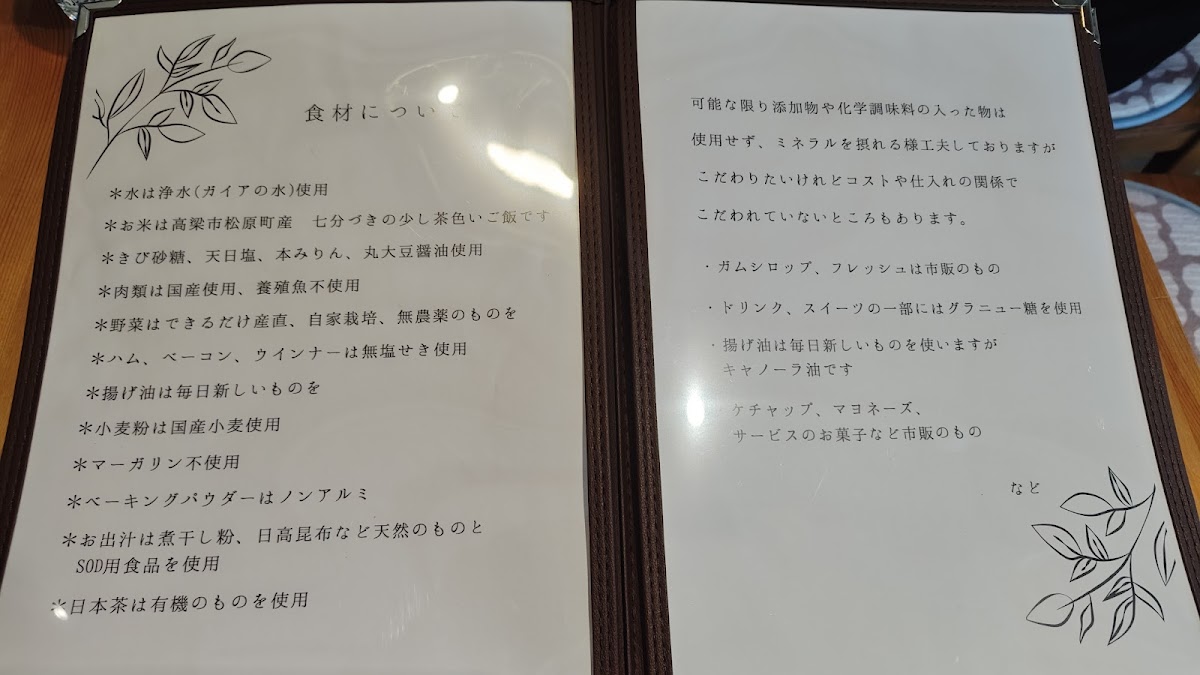 食材につい
＊水は浄水(ガイアの水)使用
＊お米は高梁市松原町産　七分づきの少し茶色いご飯です
＊きび砂糖、天日塩、本みりん、丸大豆醤油使用
＊肉類は国産使用、養殖魚不使用
＊野菜はできるだけ産直、自家栽培、無農薬のものを
＊ハム、ベーコン、ウインナーは無塩せき使用
＊揚げ油は毎日新しいものを
＊小麦粉は国産小麦使用
＊マーガリン不使用
＊ベーキングパウダーはノンアルミ
＊お出汁は煮干し粉、日高昆布など天然のものと
SOD用食品を使用
＊日本茶は有機のものを使用
可能な限り添加物や化学調味料の入った物は
使用せず、ミネラルを摂れる様工夫しておりますが
こだわりたいけれどコストや仕入れの関係で
こだわれていないところもあります。
・ガムシロップ、フレッシュは市販のもの
・ドリンク、スイーツの一部にはグラニュー糖を使用
・揚げ油は毎日新しいものを使いますが
キャノーラ油です
ケチャップ、マヨネーズ、
サービスのお菓子など市販のもの
など